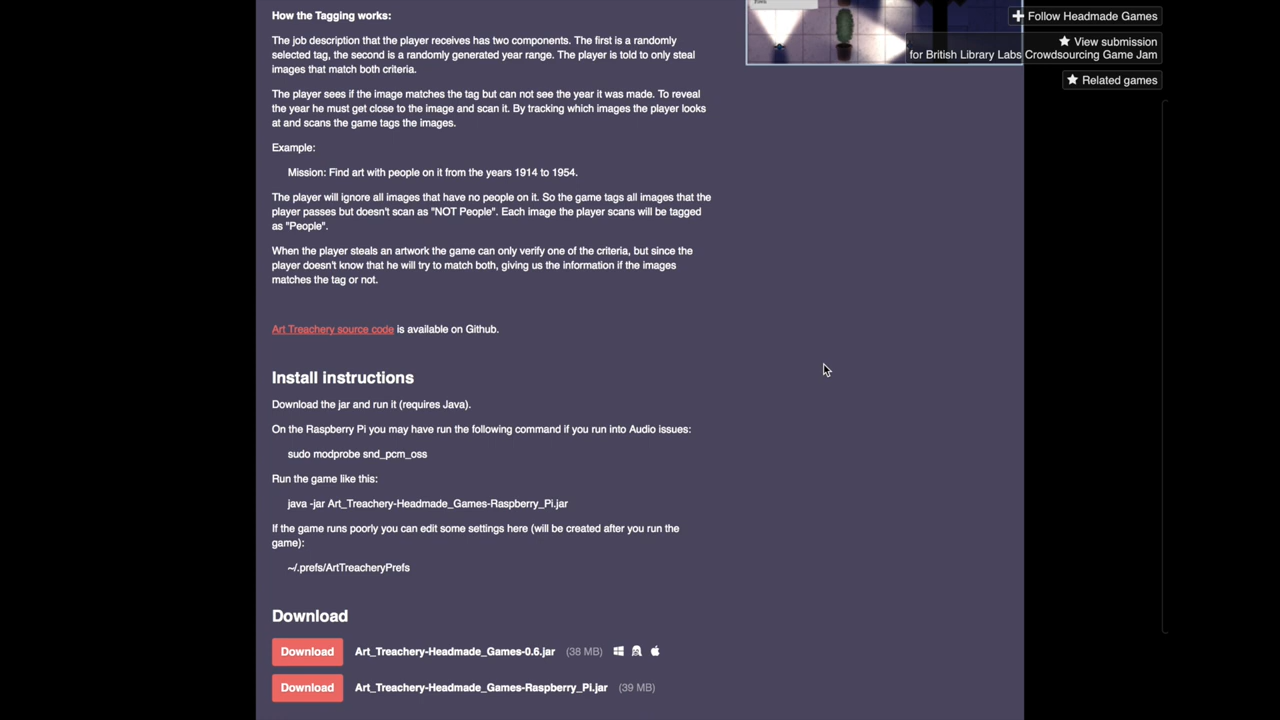 How the Tagging works:
The job description that the player receives has two components. The first is a randomly
selected tag, the second is a randomly generated year range. The player is told to only steal
images that match both criteria.
The player sees if the image matches the tag but can not see the year it was made. To reveal
the year he must get close to the image and scan it. By tracking which images the player looks
at and scans the game tags the images.
Example:
Mission: Find art with people on it from the years 1914 to 1954.
The player will ignore all images that have no people on it. So the game tags all images that the
player passes but doesn't scan as "NOT People". Each image the player scans will be tagged
as "People".
When the player steals an artwork the game can only verify one of the criteria, but since the
player doesn't know that he will try to match both, giving us the information if the images
matches the tag or not.
Art Treachery source code is available on Github.
Install instructions
Download the jar and run it (requires Java).
On the Raspberry Pi you may have run the following command if you run into Audio issues:
sudo modprobe snd_pcm_oss
Run the game like this:
java -jar Art_Treachery-Headmade_Games-Raspberry_Pi.jar
If the game runs poorly you can edit some settings here (will be created after you run the
game):
~/.prefs/ArtTreacheryPrefs
Download
Download Art_Treachery-Headmade_Games-0.6.jar (38 MB)
Download Art_Treachery-Headmade_Games-Raspberry_Pi.jar (39 MB)
Follow Headmade Games
View submission
for British Library Labs Crowdsourcing Game Jam
Related games